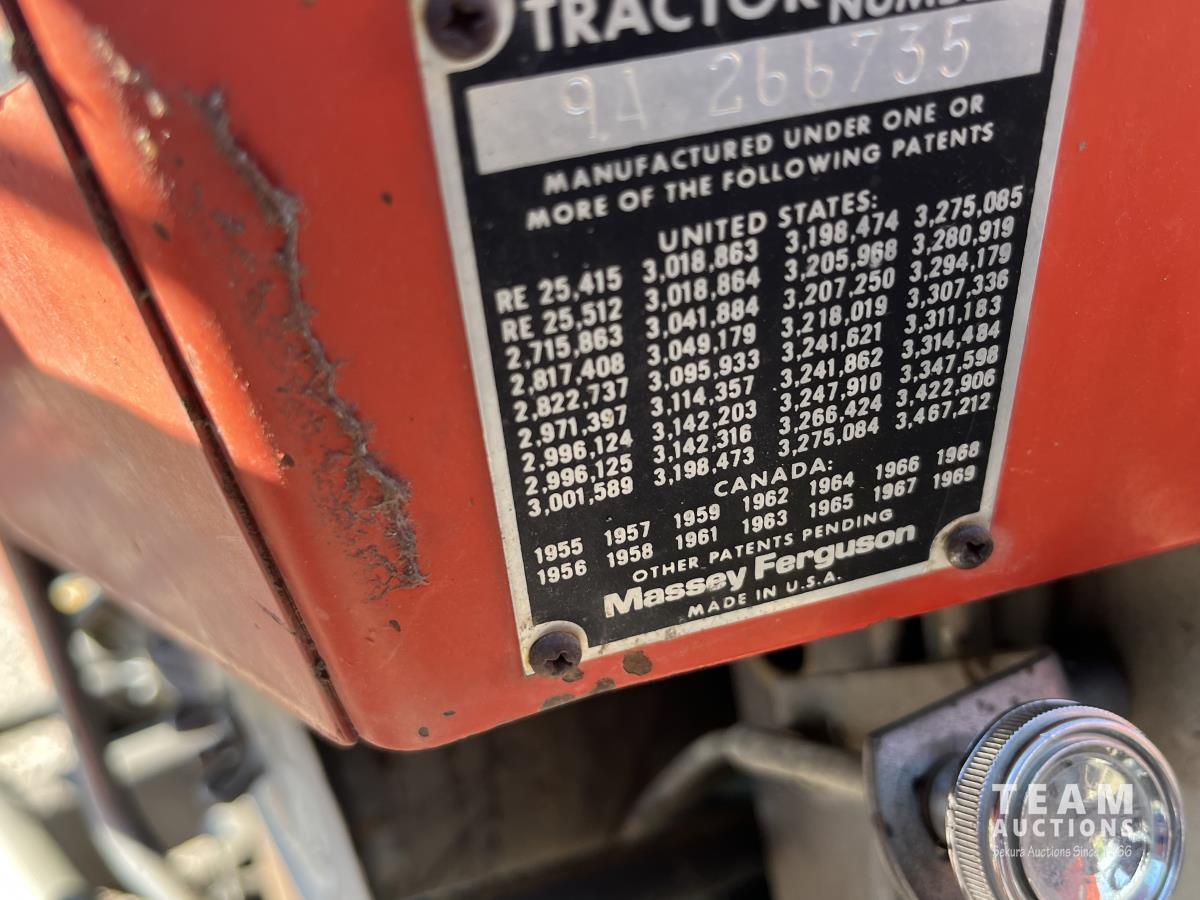 TRACTOR
9A 266735
MANUFACTURED UNDER ONE OR
MORE OF THE FOLLOWING PATENTS
UNITED STATES:
RE 25,415 3,018,863 3,198,474 3,275,085
RE 25,512 3,018,864 3,205,968 3,280,919
2,715,863 3,041,884 3,207,250 3,294,179
2,817,408 3,049,179 3,218,019 3,307,336
2,822,737 3,095,933 3,241,621 3,311,183
2,971,397 3,114,357 3,241,862 3,314,484
2,996,124 3,142,203 3,247,910 3,347,598
2,996,125 3,142,316 3,266,424 3,422,906
3,001,589 3,198,473 3,275,084 3,467,212
CANADA:
1955 1957 1959 1962 1964 1966 1968
1956 1958 1961 1963 1965 1967 1969
OTHER PATENTS PENDING
Massey Ferguson
MADE IN U.S.A.
TEAM
AUCTIONS
Sekura Auctions Since 1966